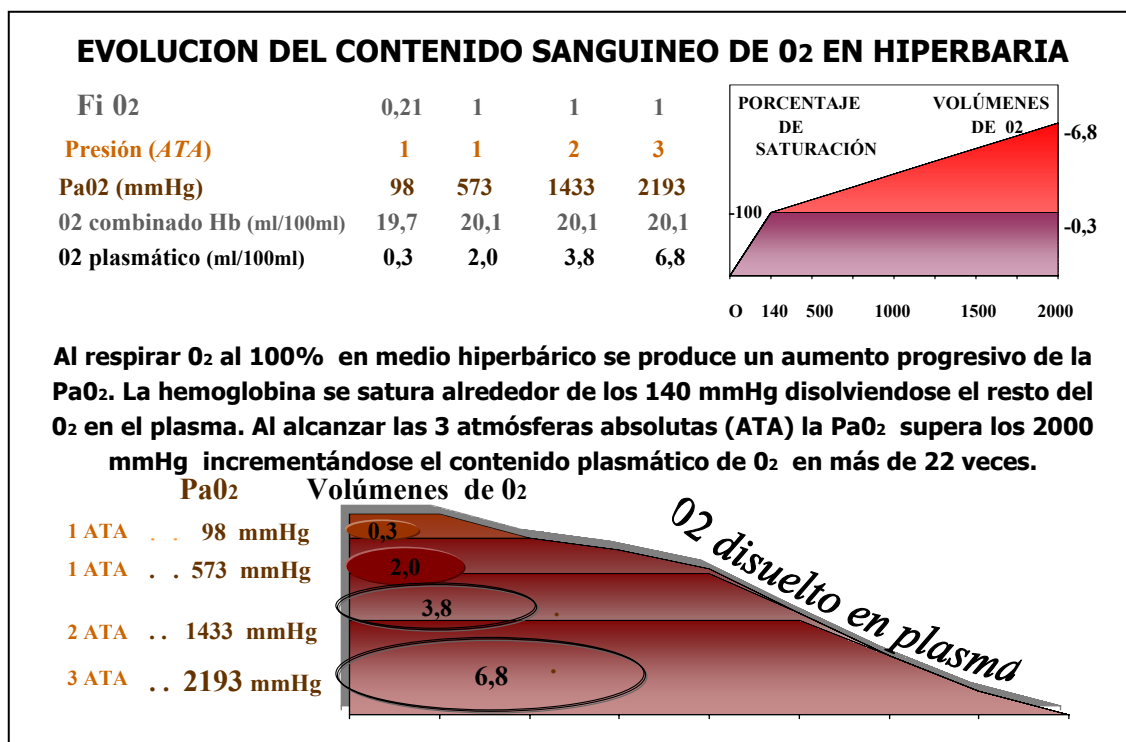 EVOLUCION DEL CONTENIDO SANGUINEO DE 02 EN HIPERBARIA
Fi 02 0,21 1 1 1
Presión (ATA) 1 1 2 3
Pa02 (mmHg) 98 573 1433 2193
02 combinado Hb (ml/100ml) 19,7 20,1 20,1 20,1
02 plasmático (ml/100ml) 0,3 2,0 3,8 6,8
PORCENTAJE VOLÚMENES
DE DE 02
SATURACIÓN
-6,8
-100
-0,3
O 140 500 1000 1500 2000
Al respirar 02 al 100% en medio hiperbárico se produce un aumento progresivo de la
Pa02. La hemoglobina se satura alrededor de los 140 mmHg disolviendose el resto del
02 en el plasma. Al alcanzar las 3 atmósferas absolutas (ATA) la Pa02 supera los 2000
mmHg incrementándose el contenido plasmático de 02 en más de 22 veces.
Pa02 Volúmenes de 02
1 ATA . . 98 mmHg 0,3
1 ATA . . 573 mmHg 2,0
3,8
2 ATA .. 1433 mmHg
3 ATA .. 2193 mmHg 6,8
02 disuelto en plasma